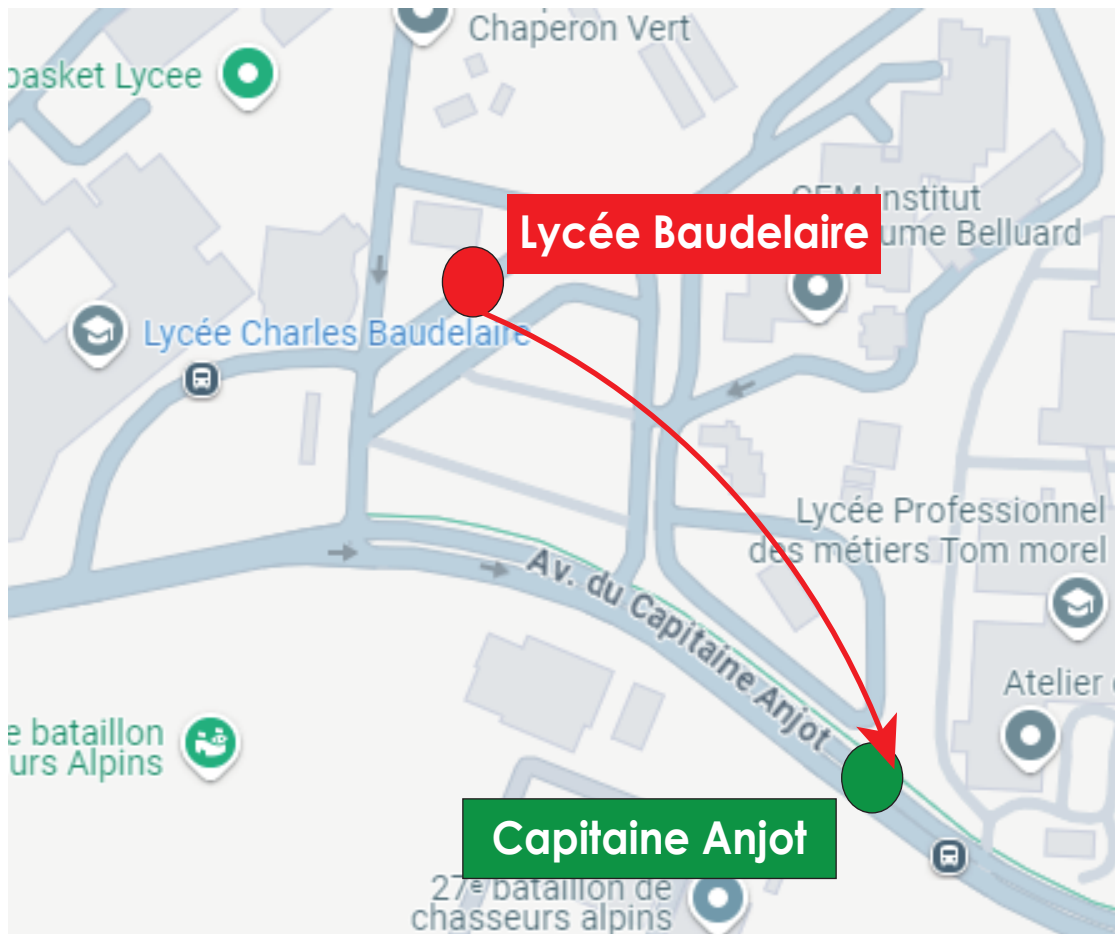 Chaperon Vert
basket Lycee
Institut
ume Belluard
Lycée Baudelaire
Lycée Charles Baudelaire
Lycée Professionnel
des métiers Tom morel
Av. du Capitaine Anjot
Atelier
e bataillon
urs Alpins
Capitaine Anjot
27e bataillon de
chasseurs alpins